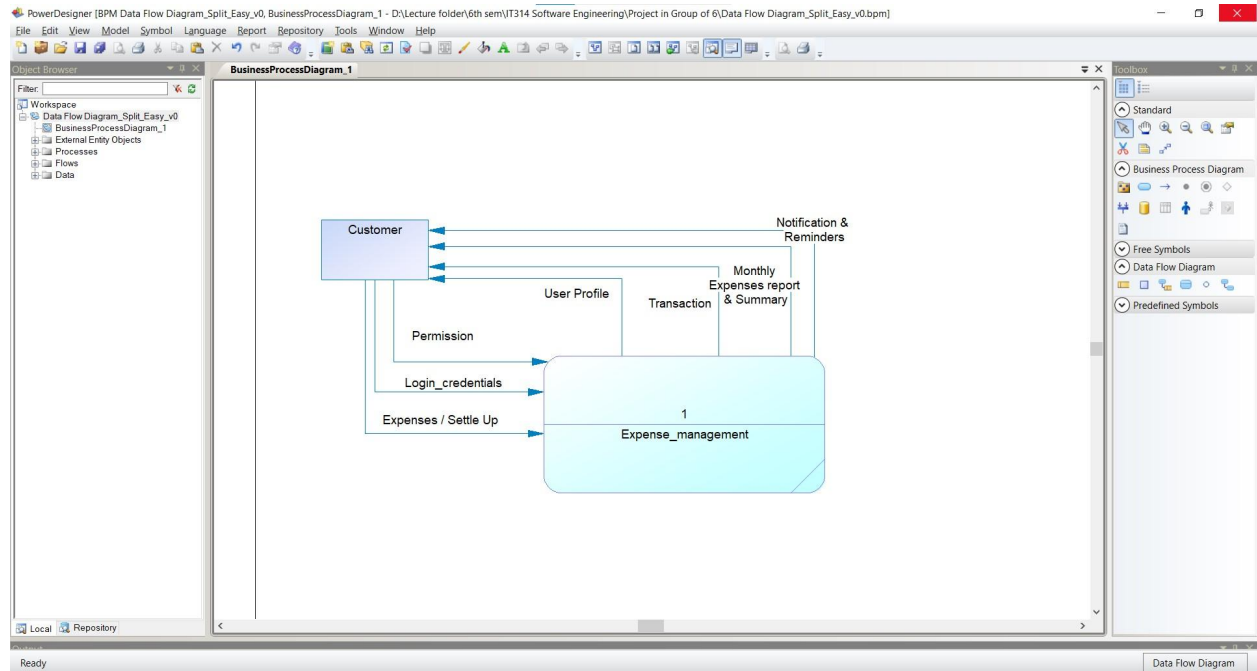 PowerDesigner [BPM Data Flow Diagram_Split_Easy_v0, BusinessProcessDiagram_1 - D:\Lecture folder\6th sem\IT314 Software Engineering\Project in Group of 6\Data Flow Diagram_Split_Easy_v0.bpm]
File Edit View Model Symbol Language Report Repository Tools Window Help
Object Browser
Filter:
Workspace
Data Flow Diagram_Split_Easy_v0
BusinessProcessDiagram_1
External Entity Objects
Processes
Flows
Data
Local Repository
BusinessProcessDiagram_1
Customer
Notification &
Reminders
Monthly
Expenses report
& Summary
User Profile
Transaction
Permission
Login_credentials
Expenses / Settle Up
1
Expense_management
Toolbox
Standard
Business Process Diagram
Free Symbols
Data Flow Diagram
Predefined Symbols
Output
Ready
Data Flow Diagram